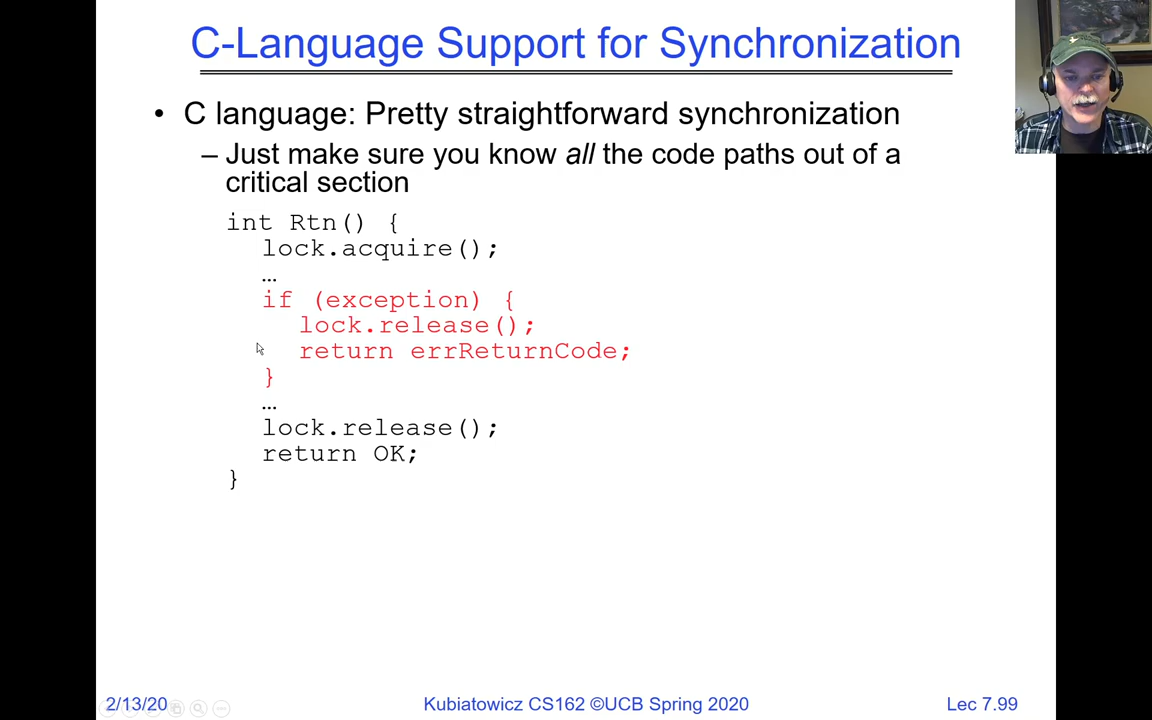 C-Language Support for Synchronization
• C language: Pretty straightforward synchronization
– Just make sure you know all the code paths out of a
critical section
int Rtn() {
lock.acquire();
…
if (exception) {
lock.release();
return errReturnCode;
}
…
lock.release();
return OK;
}
2/13/20
Kubiatowicz CS162 ©UCB Spring 2020
Lec 7.99